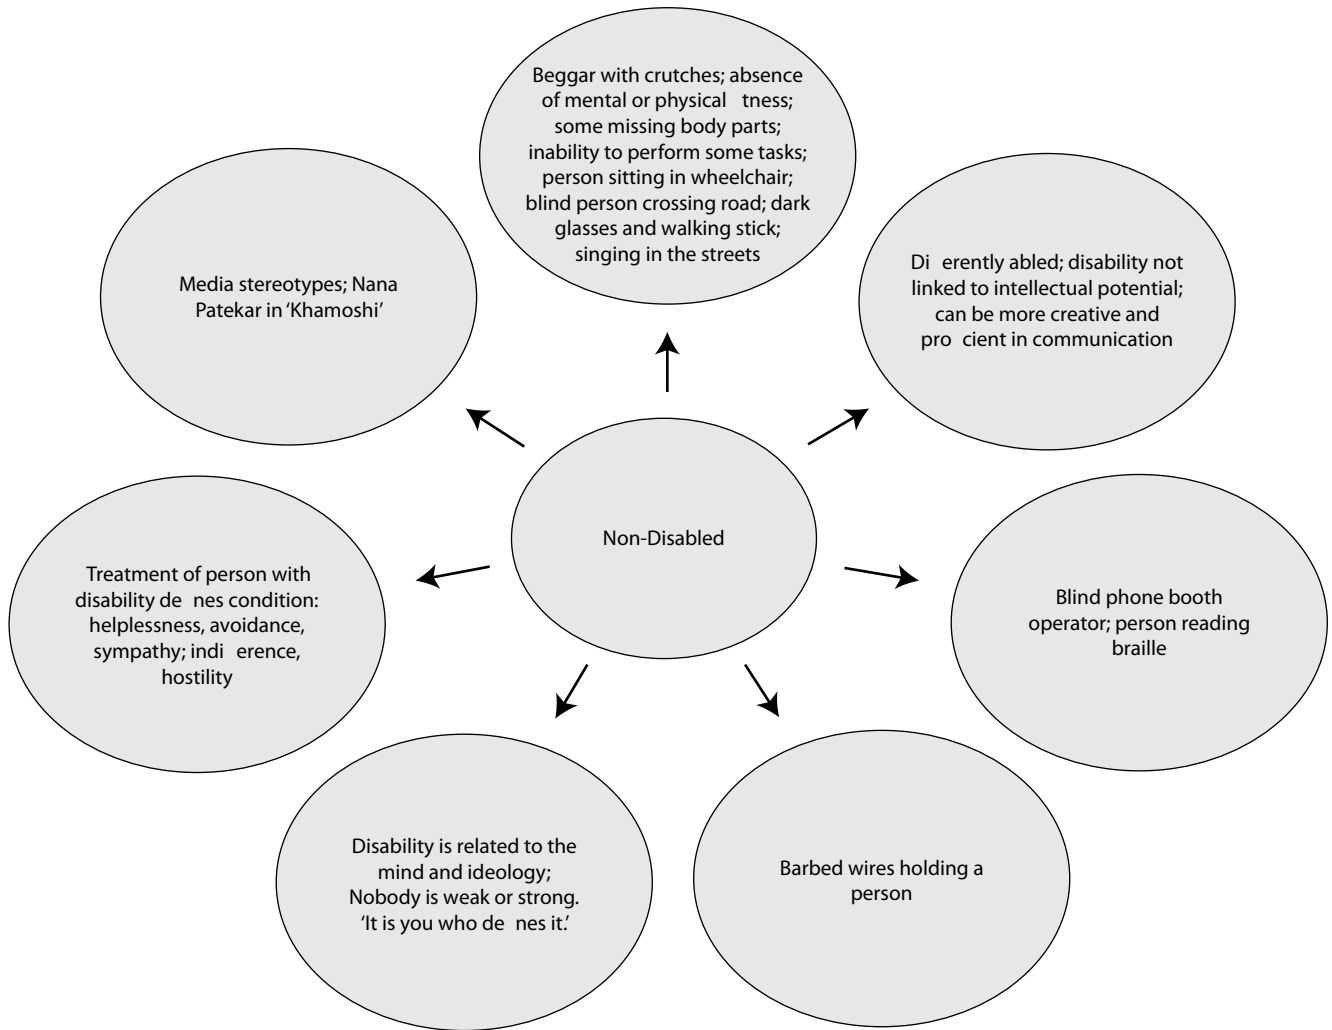 Beggar with crutches; absence
of mental or physical tness;
some missing body parts;
inability to perform some tasks;
person sitting in wheelchair;
blind person crossing road; dark
glasses and walking stick;
singing in the streets
Media stereotypes; Nana
Patekar in ‘Khamoshi’
Di erently abled; disability not
linked to intellectual potential;
can be more creative and
pro cient in communication
Non-Disabled
Treatment of person with
disability de nes condition:
helplessness, avoidance,
sympathy; indi erence,
hostility
Blind phone booth
operator; person reading
braille
Disability is related to the
mind and ideology;
Nobody is weak or strong.
‘It is you who de nes it.’
Barbed wires holding a
person